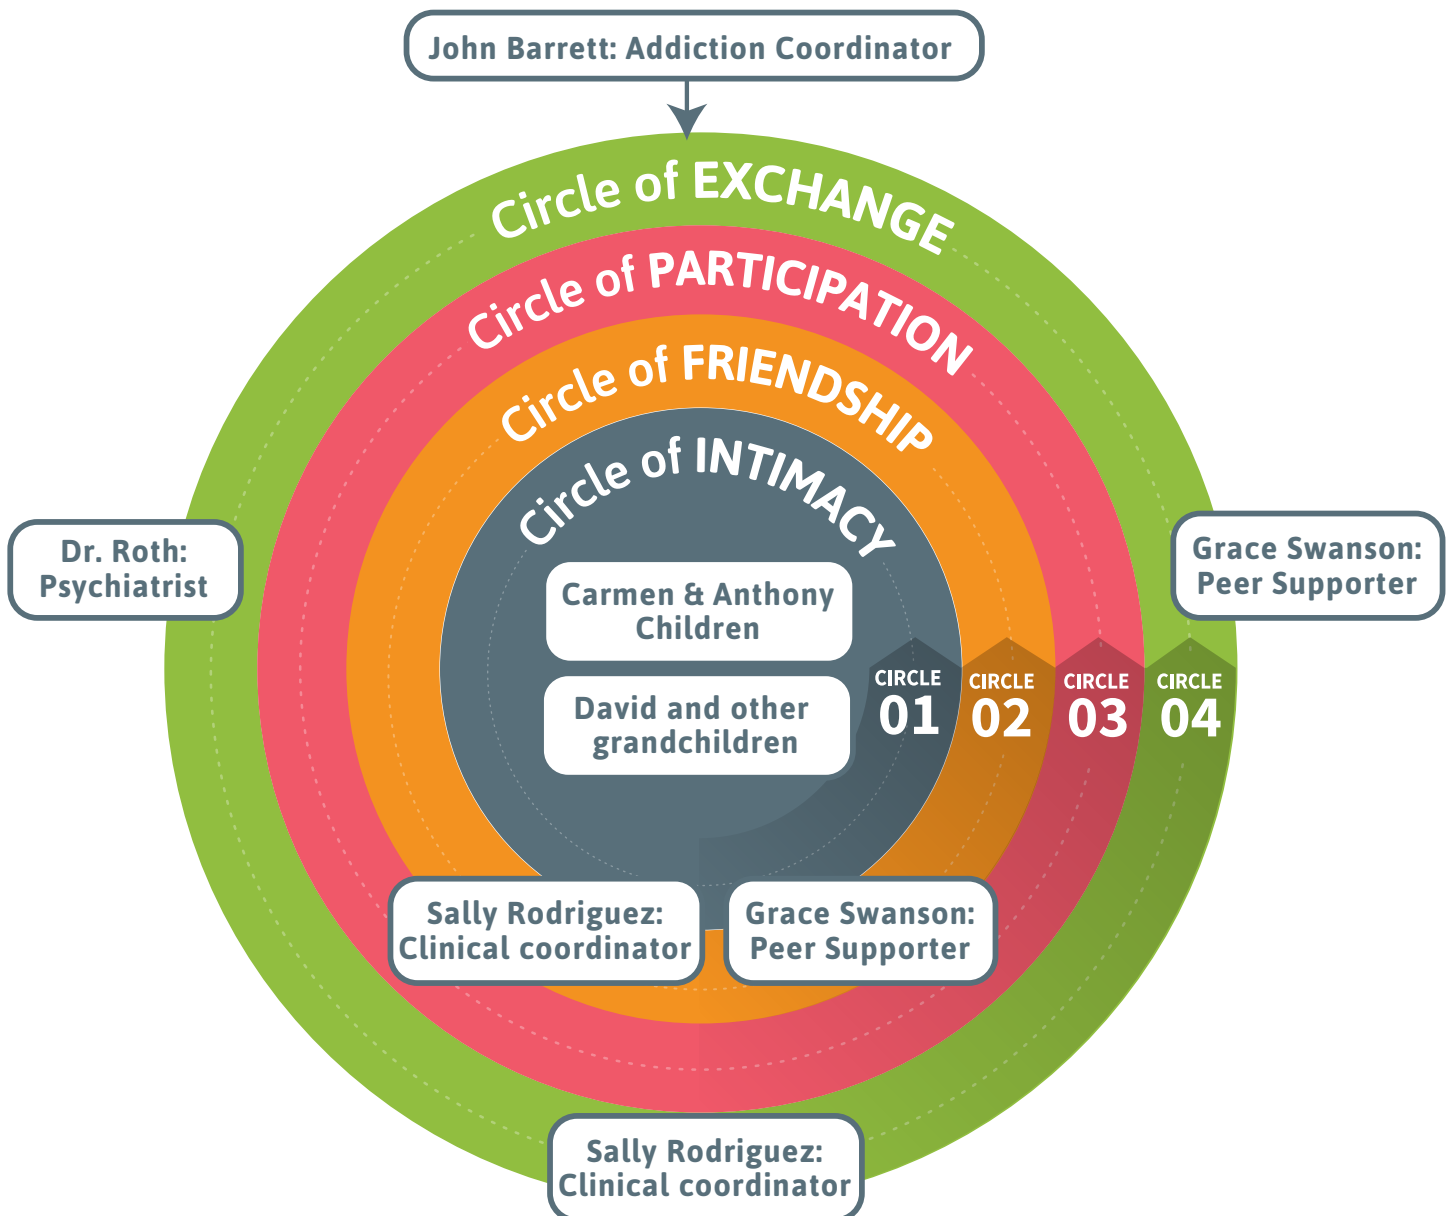 John Barrett: Addiction Coordinator
Circle of EXCHANGE
Circle of PARTICIPATION
Circle of FRIENDSHIP
Circle of INTIMACY
Dr. Roth:
Psychiatrist
Grace Swanson:
Peer Supporter
Carmen & Anthony
Children
David and other
grandchildren
CIRCLE
01
CIRCLE
02
CIRCLE
03
CIRCLE
04
Sally Rodriguez:
Clinical coordinator
Grace Swanson:
Peer Supporter
Sally Rodriguez:
Clinical coordinator